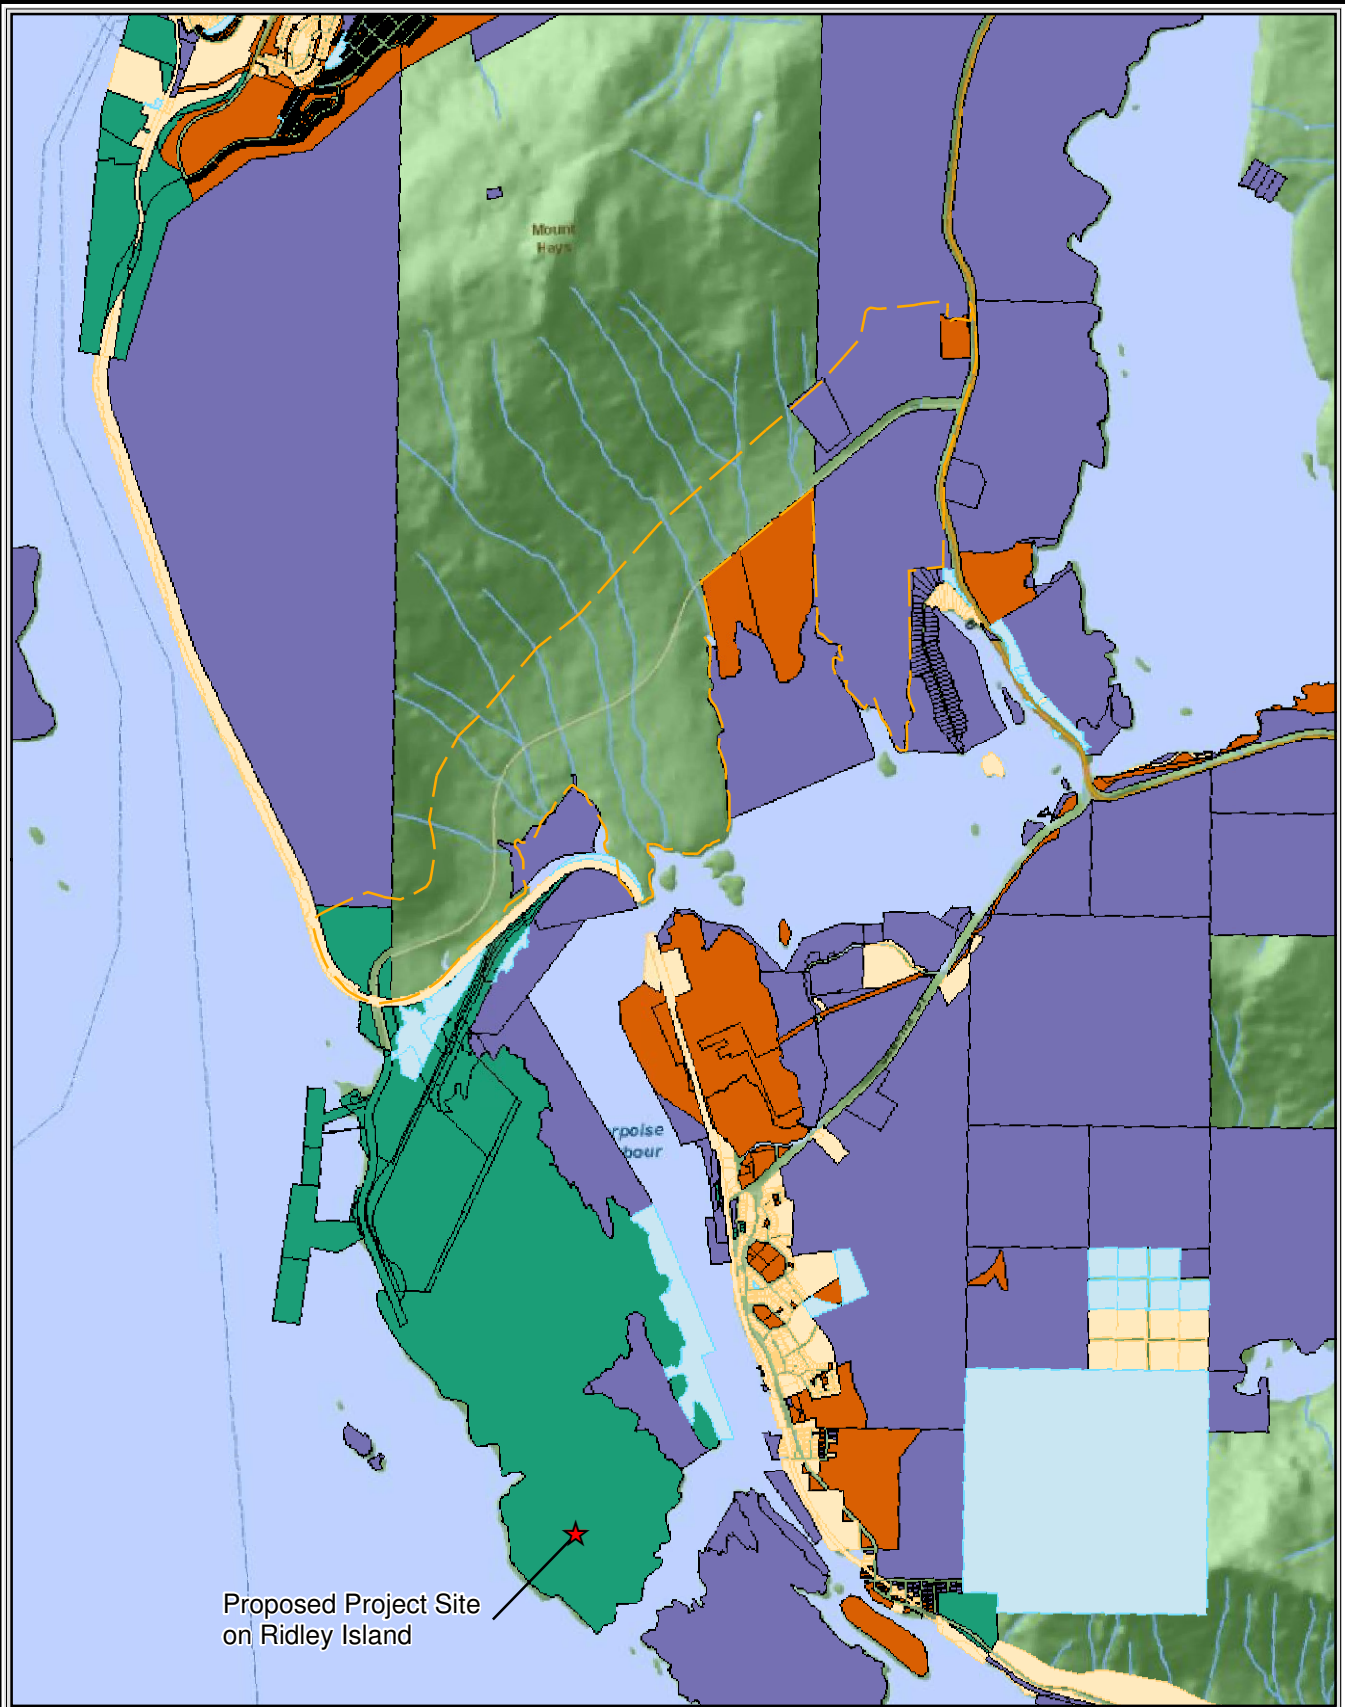 Mount
Hays
rpoise
bour
Proposed Project Site
on Ridley Island